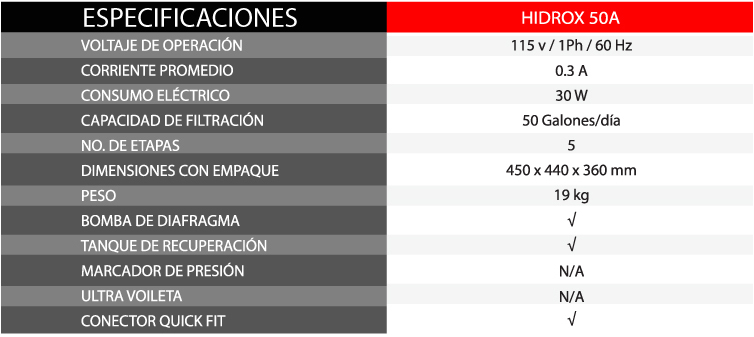 ESPECIFICACIONES HIDROX 50A
VOLTAJE DE OPERACIÓN 115 v / 1Ph / 60 Hz
CORRIENTE PROMEDIO 0.3 A
CONSUMO ELÉCTRICO 30 W
CAPACIDAD DE FILTRACIÓN 50 Galones/día
NO. DE ETAPAS 5
DIMENSIONES CON EMPAQUE 450 x 440 x 360 mm
PESO 19 kg
BOMBA DE DIAFRAGMA √
TANQUE DE RECUPERACIÓN √
MARCADOR DE PRESIÓN N/A
ULTRA VOILETA N/A
CONECTOR QUICK FIT √